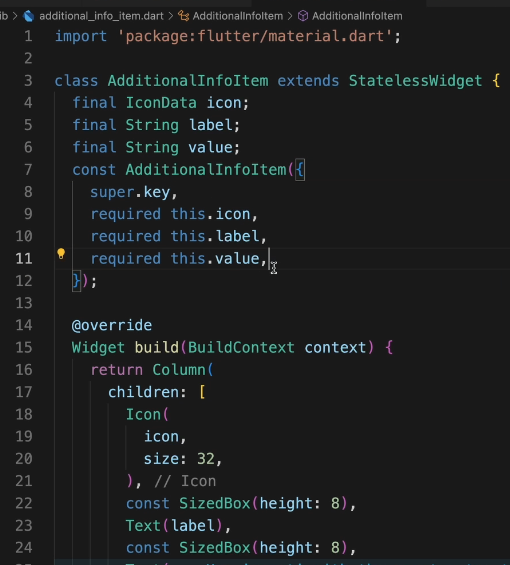 ib > additional_info_item.dart > AdditionalInfoItem > AdditionalInfoItem
1 import 'package:flutter/material.dart';
2
3 class AdditionalInfoItem extends StatelessWidget {
4   final IconData icon;
5   final String label;
6   final String value;
7   const AdditionalInfoItem({
8     super.key,
9     required this.icon,
10     required this.label,
11     required this.value,
12   });
13
14   @override
15   Widget build(BuildContext context) {
16     return Column(
17       children: [
18         Icon(
19           icon,
20           size: 32,
21         ), // Icon
22         const SizedBox(height: 8),
23         Text(label),
24         const SizedBox(height: 8),